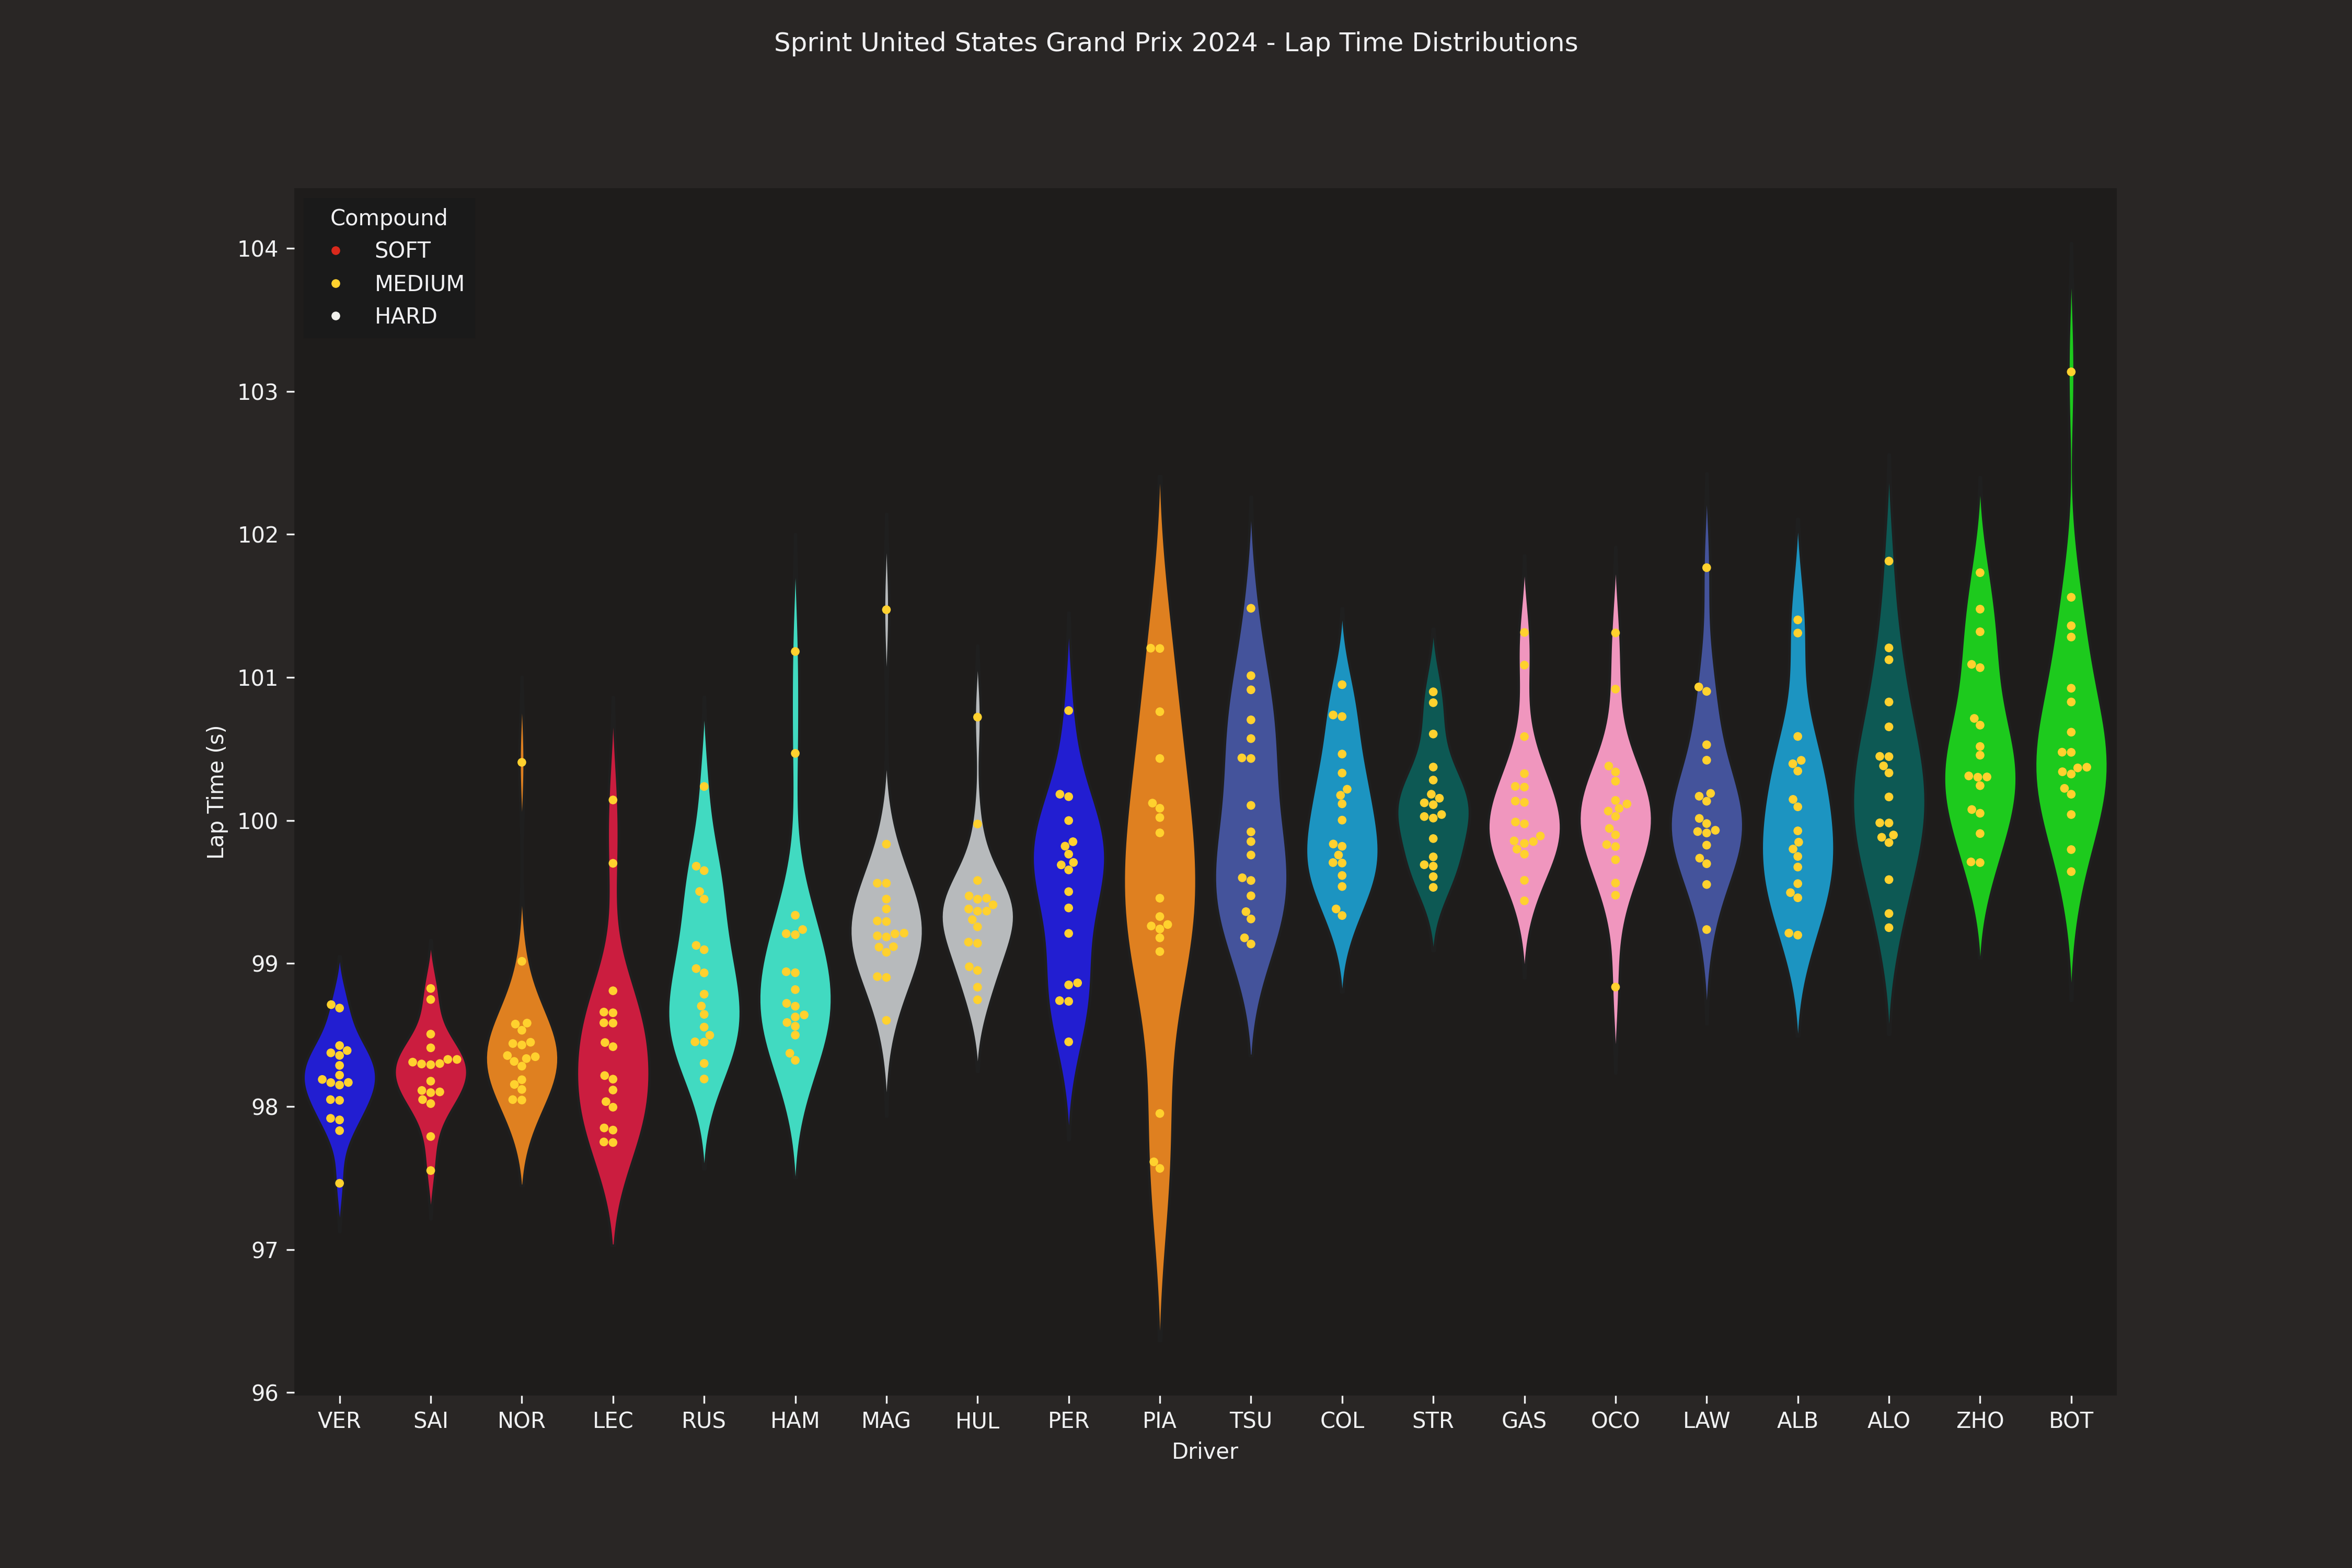 Sprint United States Grand Prix 2024 - Lap Time Distributions
Compound
SOFT
MEDIUM
HARD
Lap Time (s)
104
103
102
101
100
99
98
97
96
VER SAI NOR LEC RUS HAM MAG HUL PER PIA TSU COL STR GAS OCO LAW ALB ALO ZHO BOT
Driver